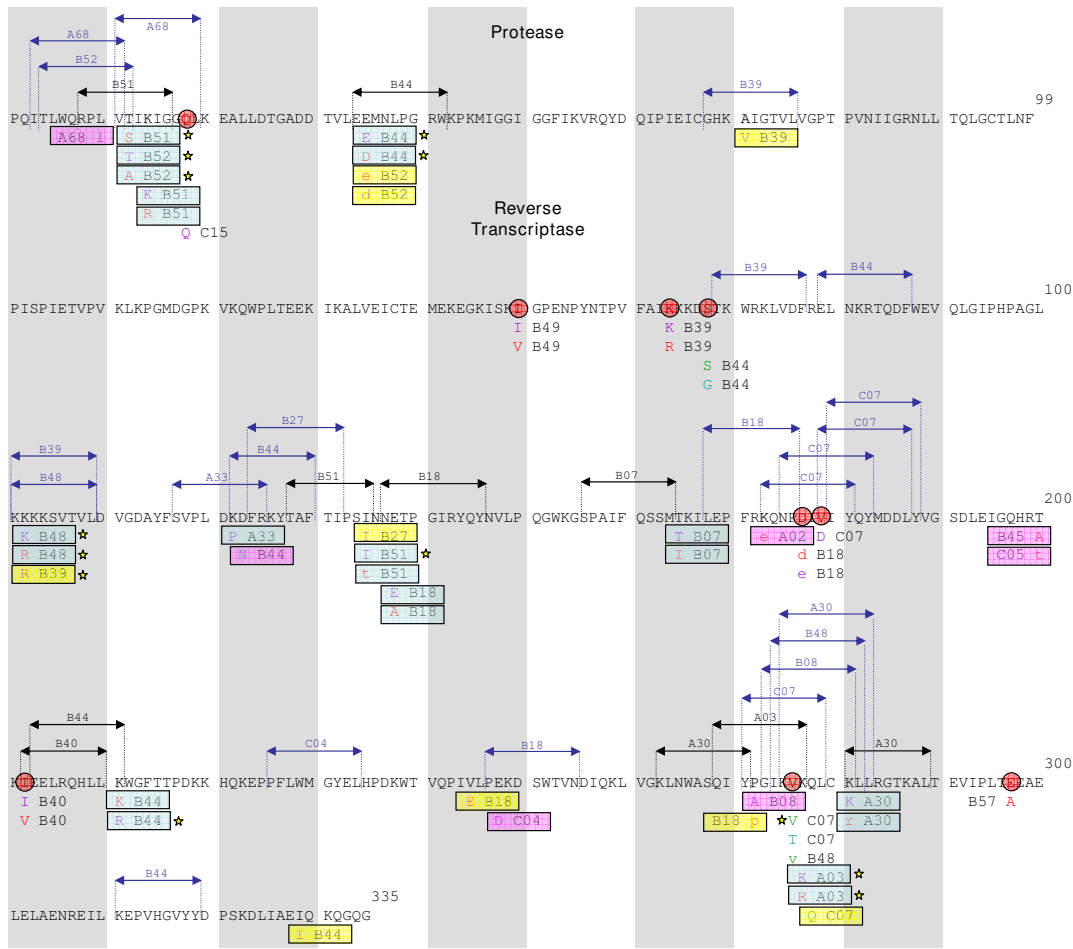 Protease
A68
A68
B52
B51 B44 B39
99
PQITLWQRPL VTIKIGGQLK EALLDTGADD TVLEEMNLPG RWKPKMIGGI GGFIKVRQYD QIPIEICGHK AIGTVLVGPT PVNIIGRNLL TQLGCTLNF
A68 l S B51 E B44 V B39
T B52 D B44
A B52 e B52
K B51 d B52
R B51
Q C15
Reverse
Transcriptase
B39 B44
100
PISPIETVPV KLKPGMDGPK VKQWPLTEEK IKALVEICTE MEKEGKISKI GPENPYNTPV FAIKKKDSTK WRKLVDFREL NKRTQDFWEV QLGIPHPAGL
I B49 K B39
V B49 R B39
S B44
G B44
C07
B27 B18 C07
B39 B44 C07
B48 A33 B51 B18 B07 C07
200
KKKKSVTVLD VGDAYFSVPL DKDFRKYTAF TIPSINNETP GIRYQYNVLP QGWKGSPAIF QSSMTKILEP FRKQNPDIVI YQYMDDLYVG SDLEIGQHRT
K B48 P A33 I B27 T B07 e A02 D C07 B45 A
R B48 N B44 I B51 I B07 d B18 C05 t
R B39 t B51 e B18
E B18
A B18
A30
B48
B08
C07
B44 A03
B40 C04 B18 A30 A30
300
KIEELRQHLL KWGFTTPDKK HQKEPPFLWM GYELHPDKWT VQPIVLPEKD SWTVNDIQKL VGKLNWASQI YPGIKVKQLC KLLRGTKALT EVIPLTEEAE
I B40 K B44 E B18 A B08 K A30 B57 A
V B40 R B44 D C04 B18 p V C07 r A30
T C07
v B48
K A03
R A03
Q C07
B44
335
LELAENREIL KEPVHGVYYD PSKDLIAEIQ KQGQG
I B44